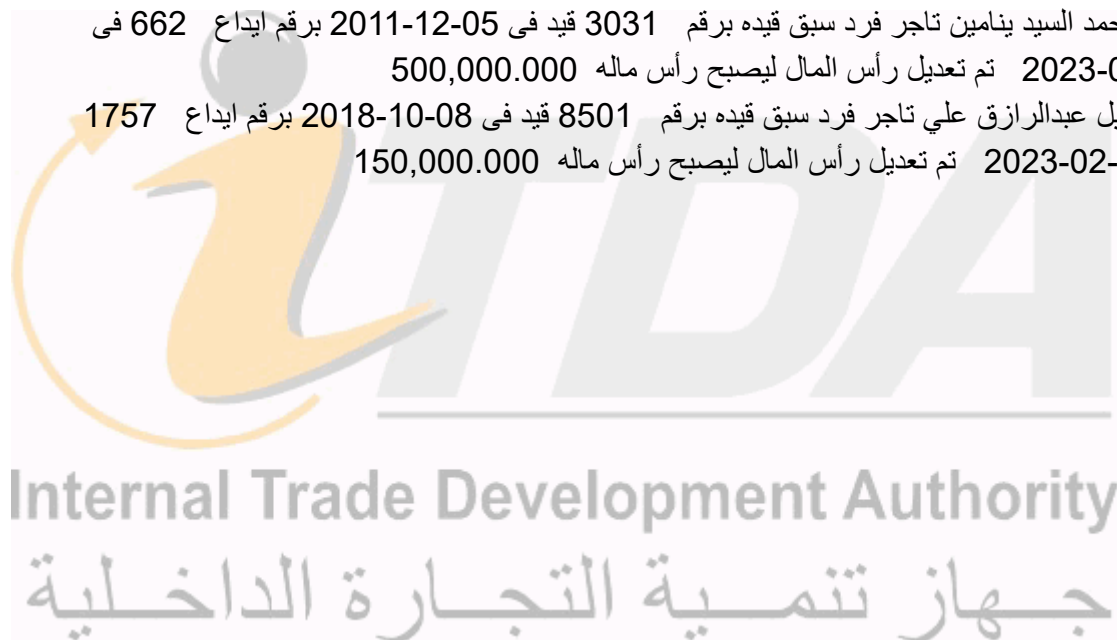 السيد ينامين تاجر فرد سبق قيده برقم 3031 قيد فى 05-12-2011 برقم ايداع 662 فى
2023 تم تعديل رأس المال ليصبح رأس ماله 500,000.000
عبدالرازق علي تاجر فرد سبق قيده برقم 8501 قيد فى 08-10-2018 برقم ايداع 1757
2023-02- تم تعديل رأس المال ليصبح رأس ماله 150,000.000
iTDA
Internal Trade Development Authority
جهاز تنمية التجارة الداخلية